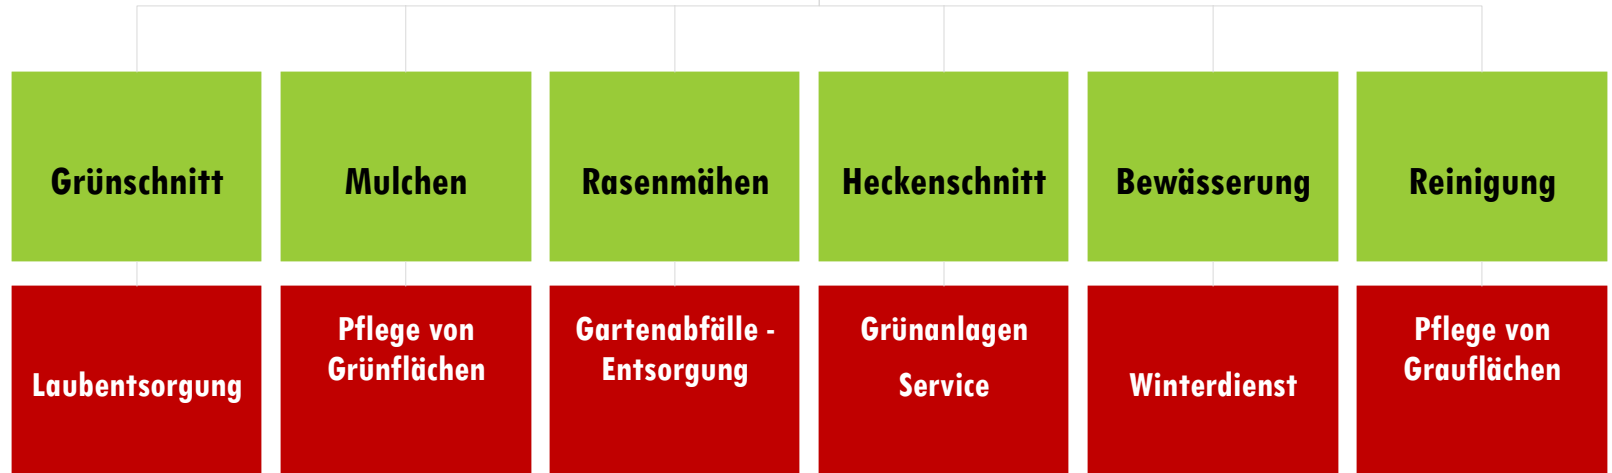 Grünschnitt
Mulchen
Rasenmähen
Heckenschnitt
Bewässerung
Reinigung
Laubentsorgung
Pflege von
Grünflächen
Gartenabfälle -
Entsorgung
Grünanlagen
Service
Winterdienst
Pflege von
Grauflächen